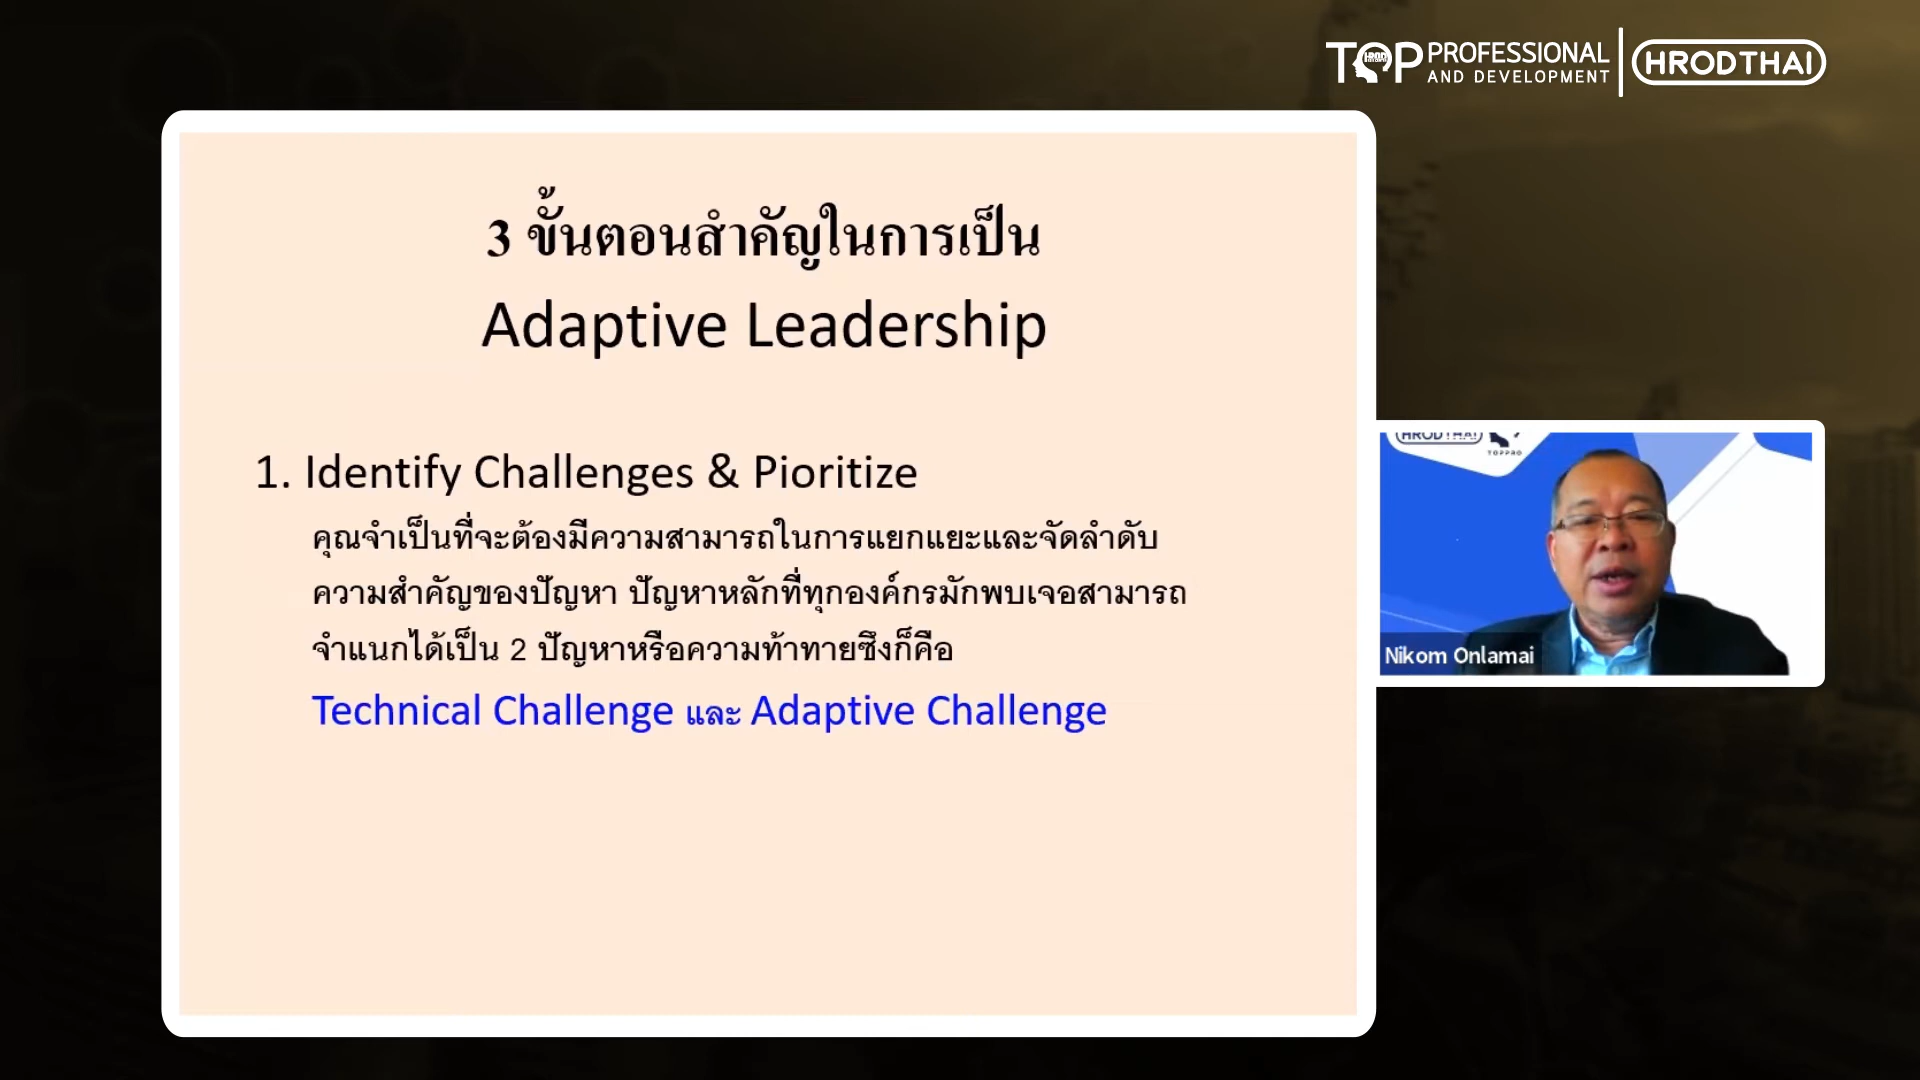 TOP PROFESSIONAL AND DEVELOPMENT
HRODTHAI
3 ขั้นตอนสำคัญในการเป็น
Adaptive Leadership
1. Identify Challenges & Pioritize
คุณจำเป็นที่จะต้องมีความสามารถในการแยกแยะและจัดลำดับ
ความสำคัญของปัญหา ปัญหาหลักที่ทุกองค์กรมักพบเจอสามารถ
จำแนกได้เป็น 2 ปัญหาหรือความท้าทายซึ่งก็คือ
Technical Challenge และ Adaptive Challenge
HRODTHAI
TOPPRO
Nikom Onlamai